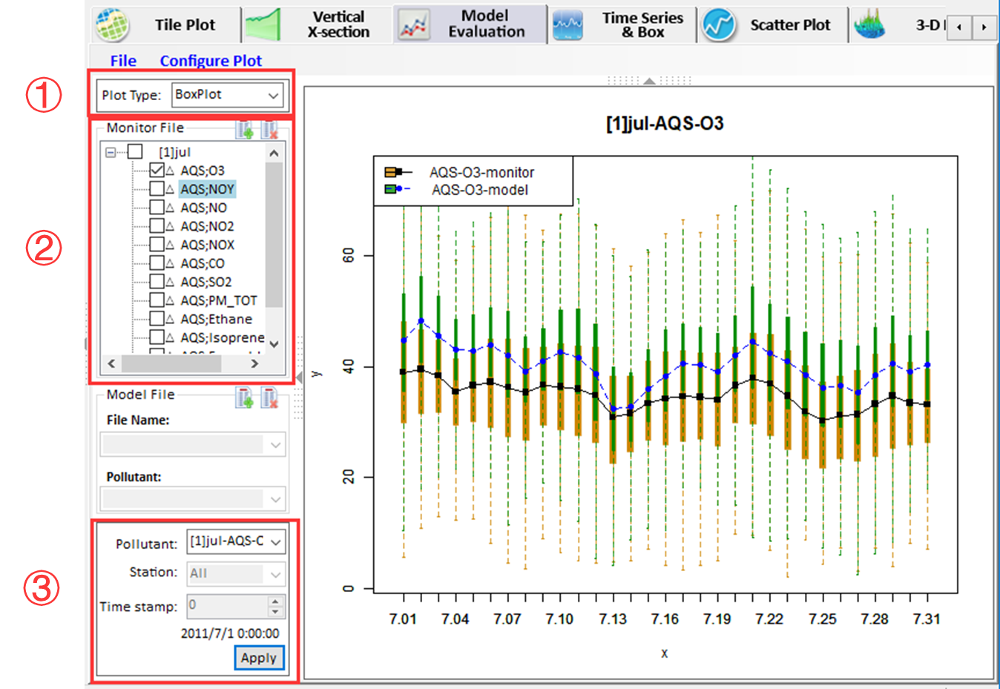 Tile Plot
Vertical
X-section
Model
Evaluation
Time Series
& Box
Scatter Plot
3-D
File Configure Plot
①
Plot Type: BoxPlot
②
Monitor File
[1]jul
AQS;O3
AQS;NOY
AQS;NO
AQS;NO2
AQS;NOX
AQS;CO
AQS;SO2
AQS;PM_TOT
AQS;Ethane
AQS;Isoprene
Model File
File Name:
Pollutant:
③
Pollutant: [1]jul-AQS-C
Station: All
Time stamp: 0
2011/7/1 0:00:00
Apply
[1]jul-AQS-O3
AQS-O3-monitor
AQS-O3-model
y
60
40
20
0
7.01 7.04 7.07 7.10 7.13 7.16 7.19 7.22 7.25 7.28 7.31
x